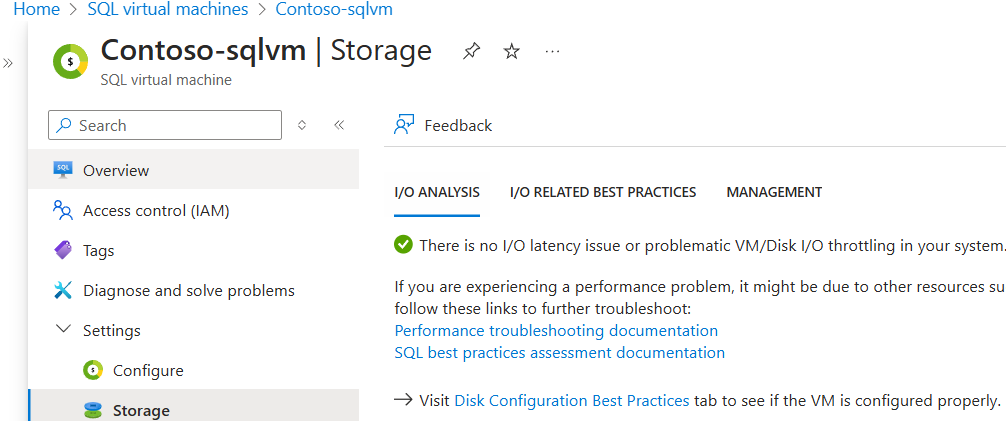 Home > SQL virtual machines > Contoso-sqlvm
Contoso-sqlvm | Storage
SQL virtual machine
Search
Overview
Access control (IAM)
Tags
Diagnose and solve problems
Settings
Configure
Storage
Feedback
I/O ANALYSIS I/O RELATED BEST PRACTICES MANAGEMENT
There is no I/O latency issue or problematic VM/Disk I/O throttling in your system.
If you are experiencing a performance problem, it might be due to other resources su
follow these links to further troubleshoot:
Performance troubleshooting documentation
SQL best practices assessment documentation
→ Visit Disk Configuration Best Practices tab to see if the VM is configured properly.